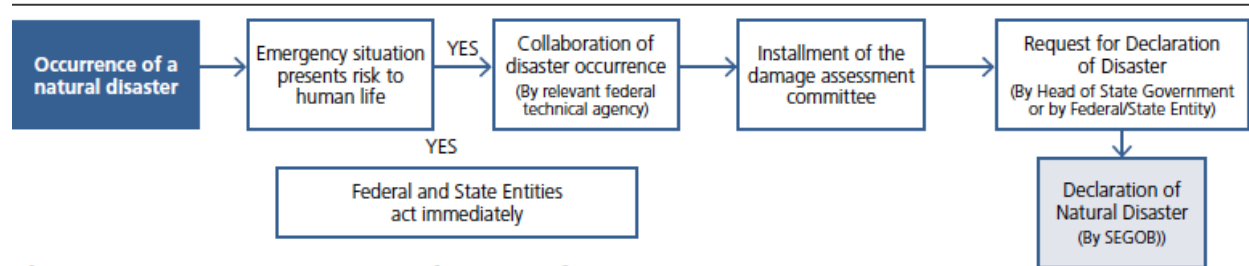 Occurrence of a
natural disaster
Emergency situation
presents risk to
human life
YES
Collaboration of
disaster occurrence
(By relevant federal
technical agency)
Installment of the
damage assessment
committee
Request for Declaration
of Disaster
(By Head of State Government
or by Federal/State Entity)
YES
Federal and State Entities
act immediately
Declaration of
Natural Disaster
(By SEGOB))